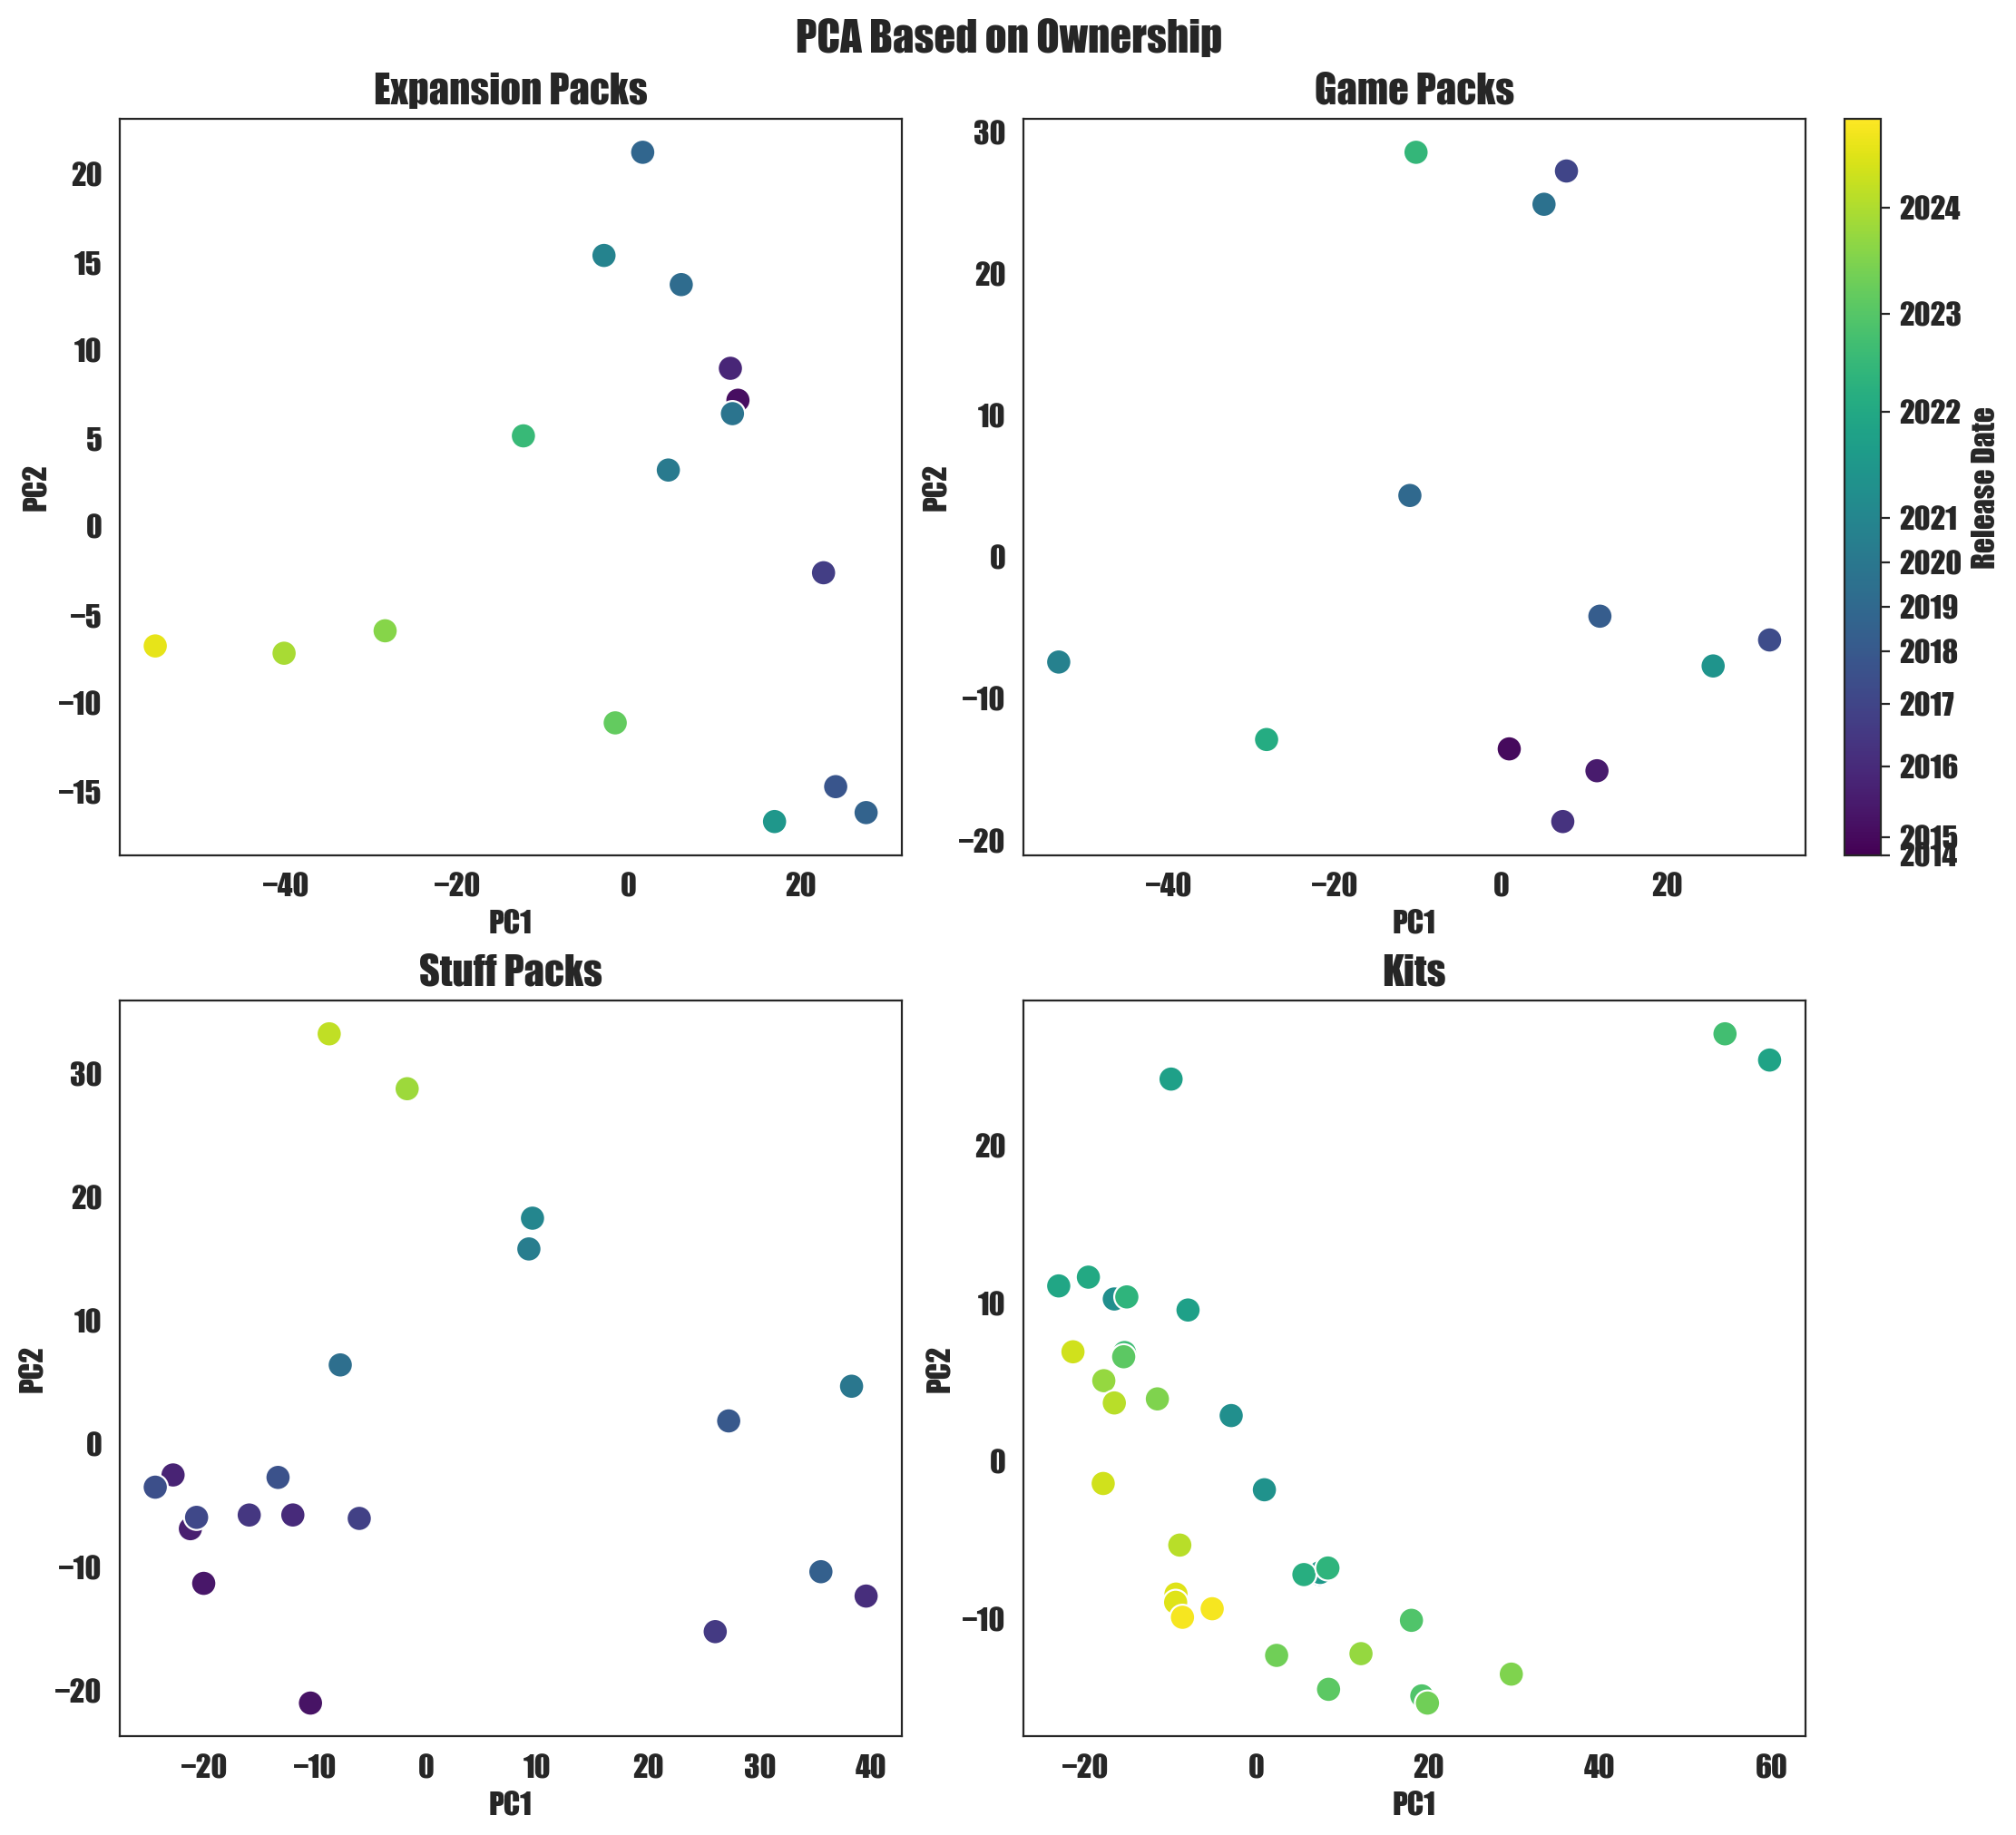 PCA Based on Ownership
Expansion Packs
20
15
10
5
0
−5
−10
−15
PC2
−40 −20 0 20
PC1
Game Packs
30
20
10
0
−10
−20
PC2
−40 −20 0 20
PC1
2024
2023
2022
2021
2020
2019
2018
2017
2016
2015
2014
Release Date
Stuff Packs
30
20
10
0
−10
−20
PC2
−20 −10 0 10 20 30 40
PC1
Kits
20
10
0
−10
PC2
−20 0 20 40 60
PC1